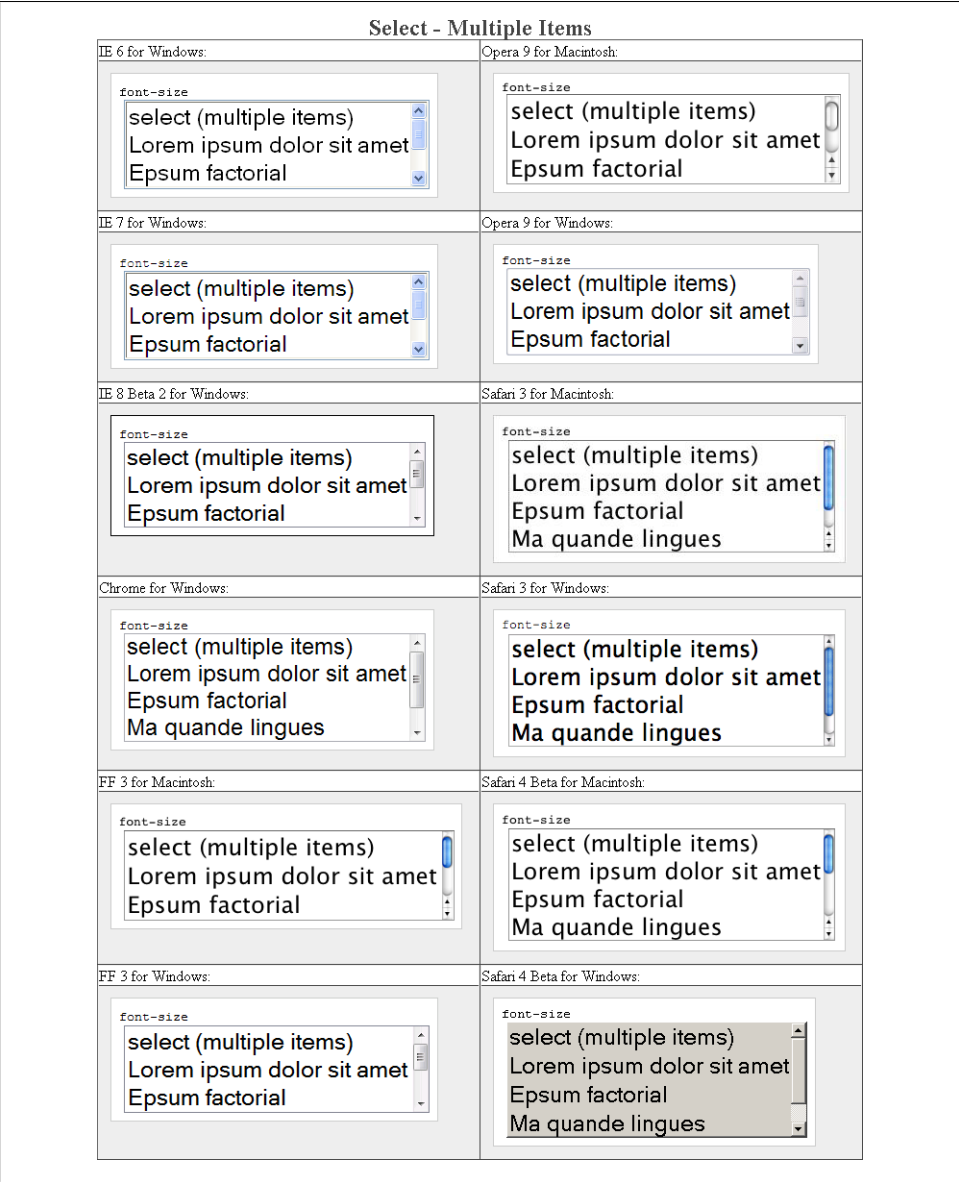 Select - Multiple Items
IE 6 for Windows:
font-size
select (multiple items)
Lorem ipsum dolor sit amet
Epsum factorial
Opera 9 for Macintosh:
font-size
select (multiple items)
Lorem ipsum dolor sit amet
Epsum factorial
IE 7 for Windows:
font-size
select (multiple items)
Lorem ipsum dolor sit amet
Epsum factorial
Opera 9 for Windows:
font-size
select (multiple items)
Lorem ipsum dolor sit amet
Epsum factorial
IE 8 Beta 2 for Windows:
font-size
select (multiple items)
Lorem ipsum dolor sit amet
Epsum factorial
Safari 3 for Macintosh:
font-size
select (multiple items)
Lorem ipsum dolor sit amet
Epsum factorial
Ma quande lingues
Chrome for Windows:
font-size
select (multiple items)
Lorem ipsum dolor sit amet
Epsum factorial
Ma quande lingues
Safari 3 for Windows:
font-size
select (multiple items)
Lorem ipsum dolor sit amet
Epsum factorial
Ma quande lingues
FF 3 for Macintosh:
font-size
select (multiple items)
Lorem ipsum dolor sit amet
Epsum factorial
Safari 4 Beta for Macintosh:
font-size
select (multiple items)
Lorem ipsum dolor sit amet
Epsum factorial
Ma quande lingues
FF 3 for Windows:
font-size
select (multiple items)
Lorem ipsum dolor sit amet
Epsum factorial
Safari 4 Beta for Windows:
font-size
select (multiple items)
Lorem ipsum dolor sit amet
Epsum factorial
Ma quande lingues